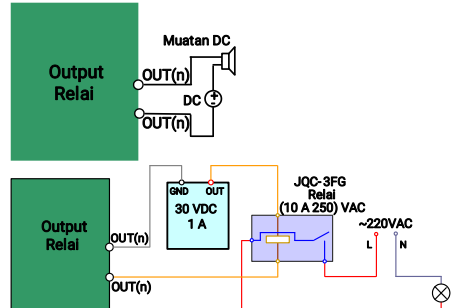 Muatan DC
Output
Relai
OUT(n)
DC
OUT(n)
JQC-3FG
Relai
(10 A 250) VAC
GND OUT
30 VDC
1 A
~220VAC
Output
Relai
OUT(n)
L N
OUT(n)